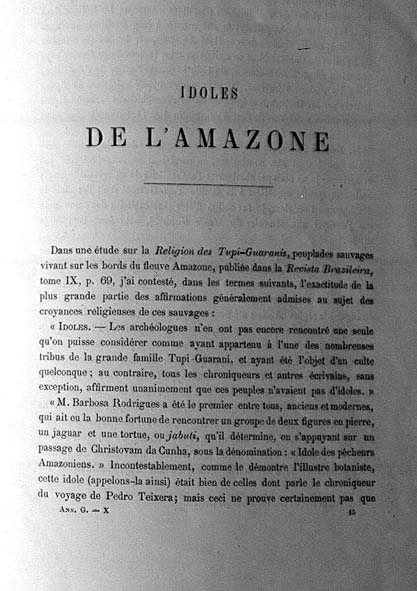 IDOLES
DE L'AMAZONE
Dans une étude sur la Religion des Tupi-Guaranis, peuplades sauvages
vivant sur les bords du fleuve Amazone, publiée dans la Revista Brazileira,
tome IX, p. 69, j'ai contesté, dans les termes suivants, l'exactitude de la
plus grande partie des affirmations généralement admises au sujet des
croyances religieuses de ces sauvages :
« IDOLES. — Les archéologues n'en ont pas encore rencontré une seule
qu'on puisse considérer comme ayant appartenu à l'une des nombreuses
tribus de la grande famille Tupi-Guarani, et ayant été l'objet d'un culte
quelconque ; au contraire, tous les chroniqueurs et autres écrivains, sans
exception, affirment unanimement que ces peuples n'avaient pas d'idoles. »
« M. Barbosa Rodrigues a été le premier entre tous, anciens et modernes,
qui ait eu la bonne fortune de rencontrer un groupe de deux figures en pierre,
un jaguar et une tortue, ou jabuti, qu'il détermine, en s'appuyant sur un
passage de Christovam da Cunha, sous la dénomination : « Idole des pêcheurs
Amazoniens. » Incontestablement, comme le démontre l'illustre botaniste,
cette idole (appelons-la ainsi) était bien de celles dont parle le chroniqueur
du voyage de Pedro Teixera ; mais ceci ne prouve certainement pas que
ANN. G. — X
15